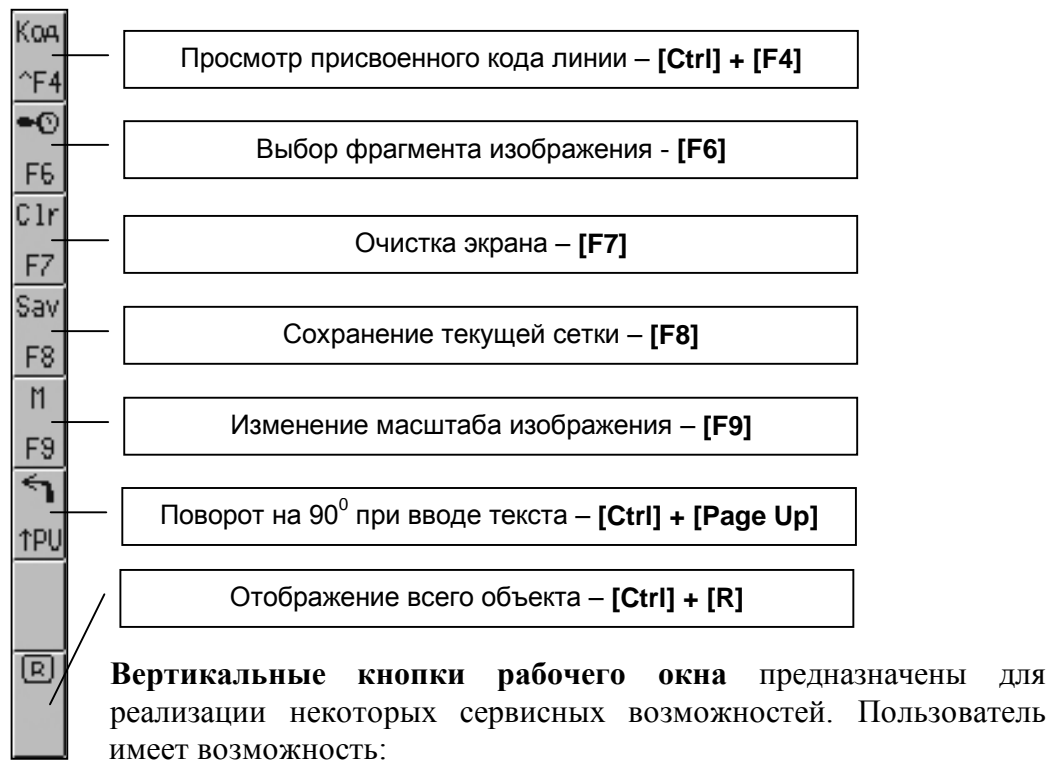 Код
^F4
Просмотр присвоенного кода линии – [Ctrl] + [F4]
F6
Выбор фрагмента изображения - [F6]
Clr
F7
Очистка экрана – [F7]
Sav
F8
Сохранение текущей сетки – [F8]
M
F9
Изменение масштаба изображения – [F9]
↑PU
Поворот на 90⁰ при вводе текста – [Ctrl] + [Page Up]
Отображение всего объекта – [Ctrl] + [R]
R
Вертикальные кнопки рабочего окна предназначены для
реализации некоторых сервисных возможностей. Пользователь
имеет возможность: